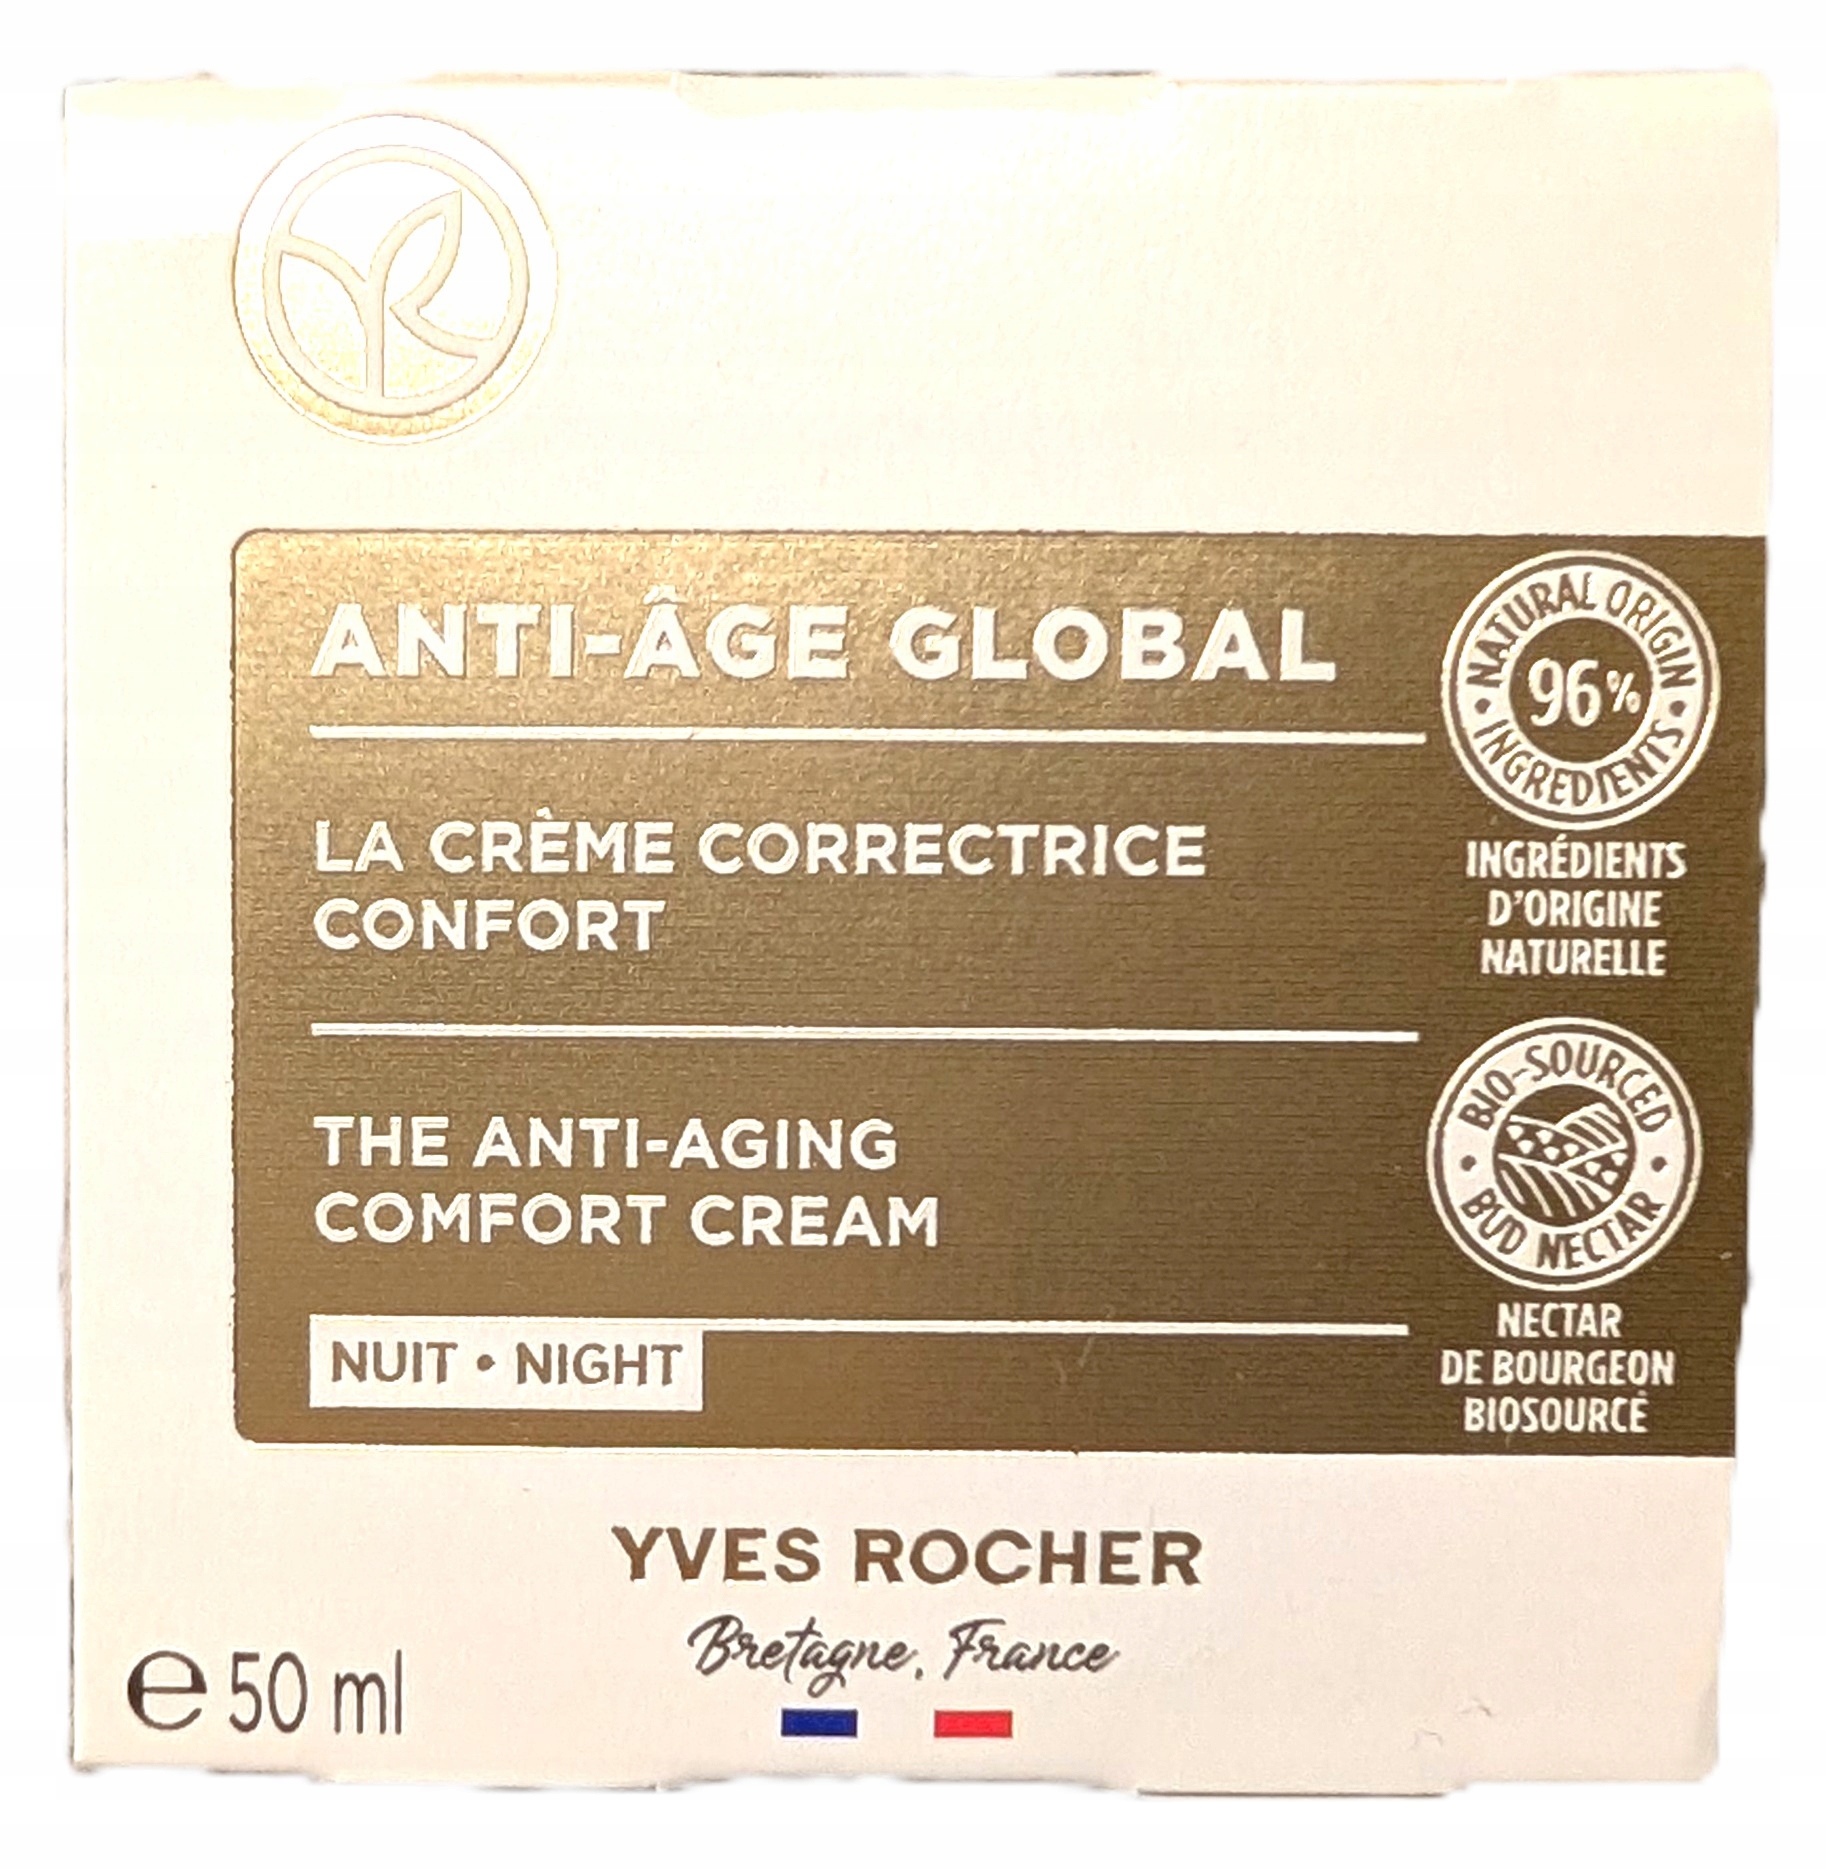 ANTI-ÂGE GLOBAL
LA CRÈME CORRECTRICE
CONFORT
THE ANTI-AGING
COMFORT CREAM
NUIT • NIGHT
• NATURAL ORIGIN •
INGREDIENTS
96%
INGRÉDIENTS
D'ORIGINE
NATURELLE
• BIO-SOURCED •
BUD NECTAR
NECTAR
DE BOURGEON
BIOSOURCÉ
YVES ROCHER
Bretagne, France
e 50 ml